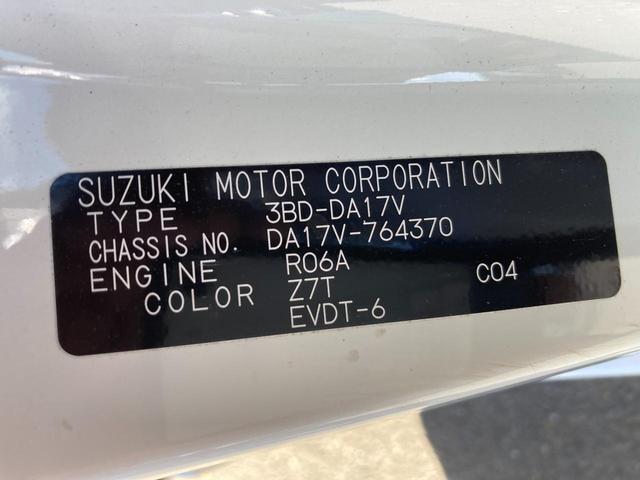 SUZUKI MOTOR CORPORATION
TYPE 3BD-DA17V
CHASSIS NO. DA17V-764370
ENGINE R06A C04
COLOR Z7T
EVDT-6